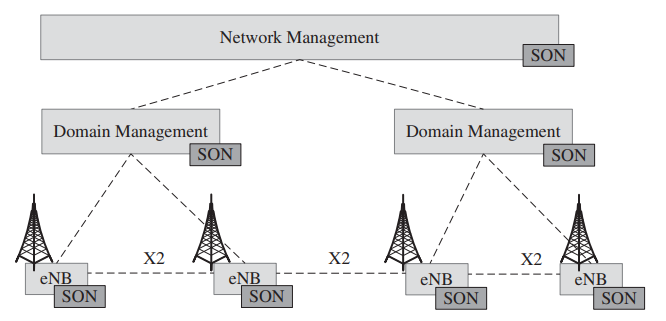 Network Management
SON
Domain Management
SON
Domain Management
SON
X2
X2
X2
eNB
SON
eNB
SON
eNB
SON
eNB
SON